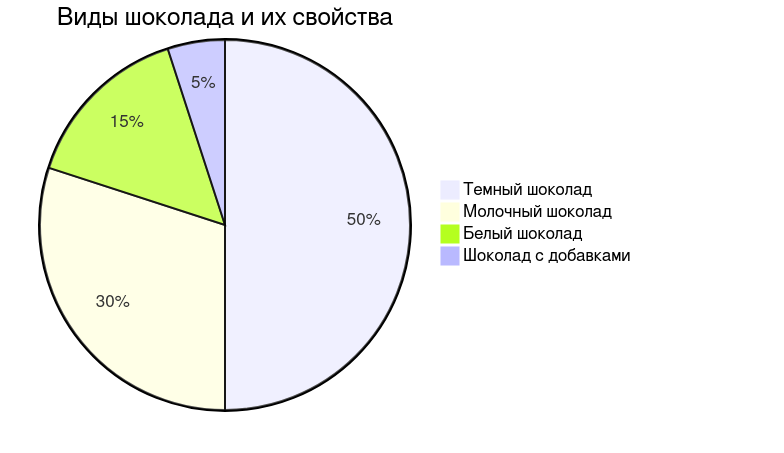 Виды шоколада и их свойства
5%
15%
50%
30%
Темный шоколад
Молочный шоколад
Белый шоколад
Шоколад с добавками